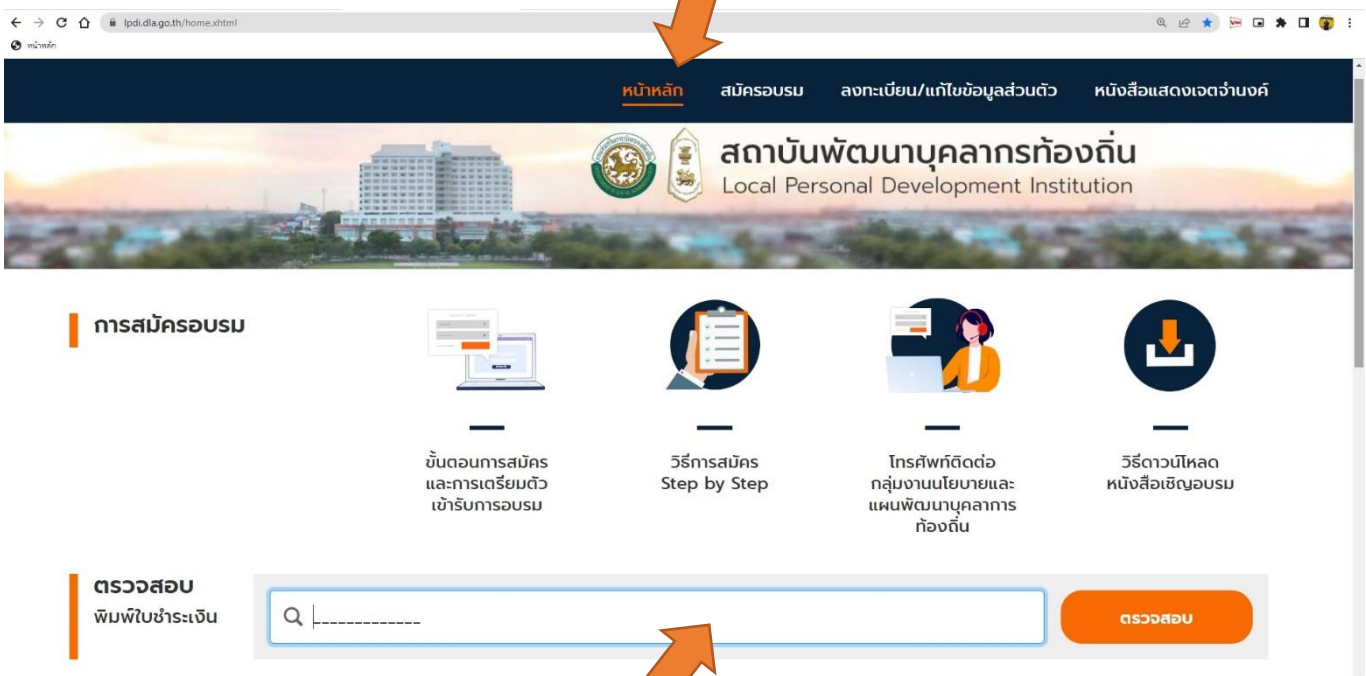 lpdi.dla.go.th/home.xhtml
หน้าหลัก
หน้าหลัก สมัครอบรม ลงทะเบียน/แก้ไขข้อมูลส่วนตัว หนังสือแสดงเจตจำนงค์
สถาบันพัฒนาบุคลากรท้องถิ่น
Local Personal Development Institution
การสมัครอบรม
ขั้นตอนการสมัคร
และการเตรียมตัว
เข้ารับการอบรม
วิธีการสมัคร
Step by Step
โทรศัพท์ติดต่อ
กลุ่มงานนโยบายและ
แผนพัฒนาบุคลาการ
ท้องถิ่น
วิธีดาวน์โหลด
หนังสือเชิญอบรม
ตรวจสอบ
พิมพ์ใบชำระเงิน
_____________
ตรวจสอบ